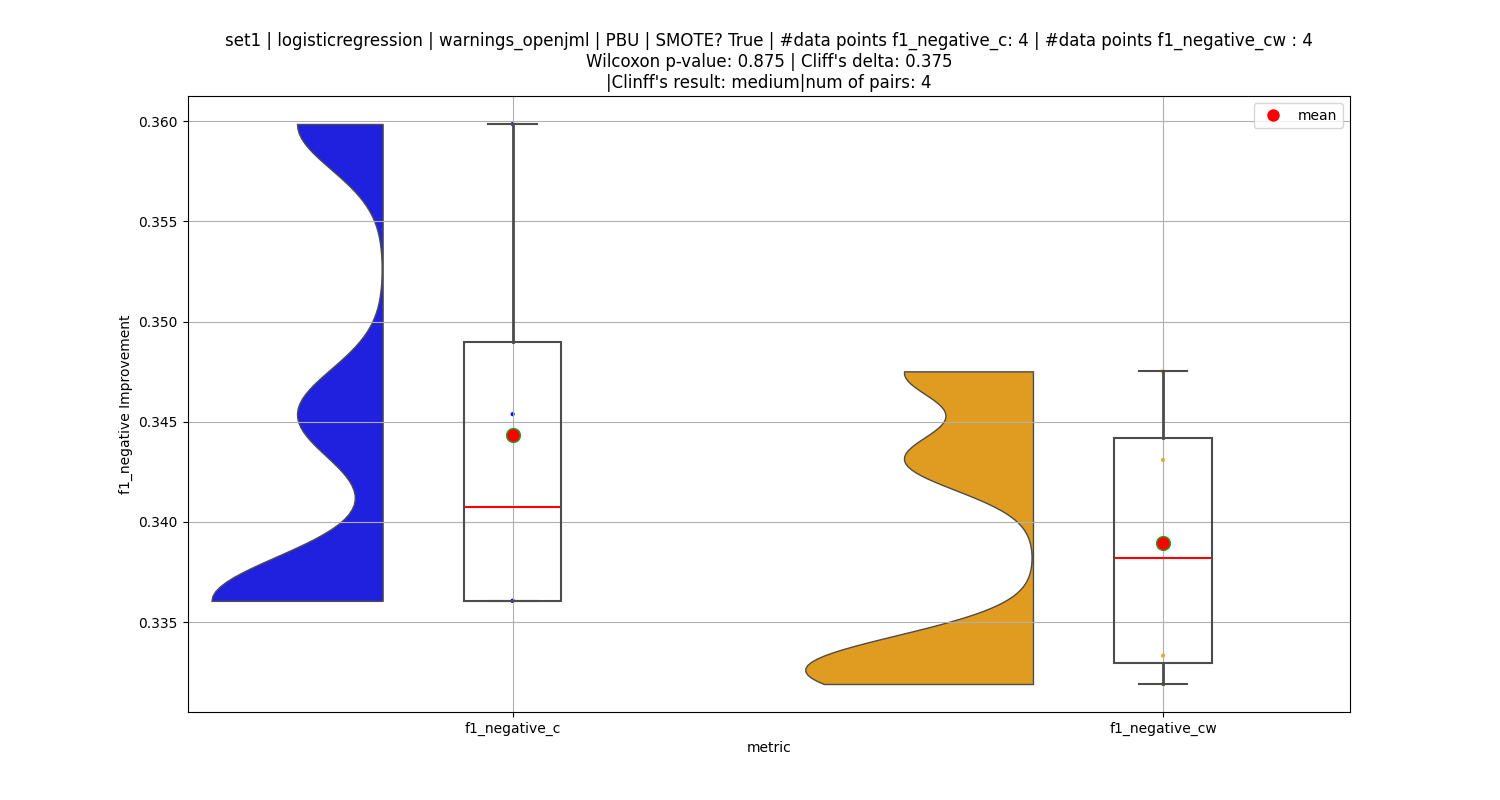 set1 | logisticregression | warnings_openjml | PBU | SMOTE? True | #data points f1_negative_c: 4 | #data points f1_negative_cw : 4
Wilcoxon p-value: 0.875 | Cliff's delta: 0.375
|Clinff's result: medium|num of pairs: 4
mean
0.360
0.355
0.350
0.345
0.340
0.335
f1_negative Improvement
f1_negative_c
f1_negative_cw
metric